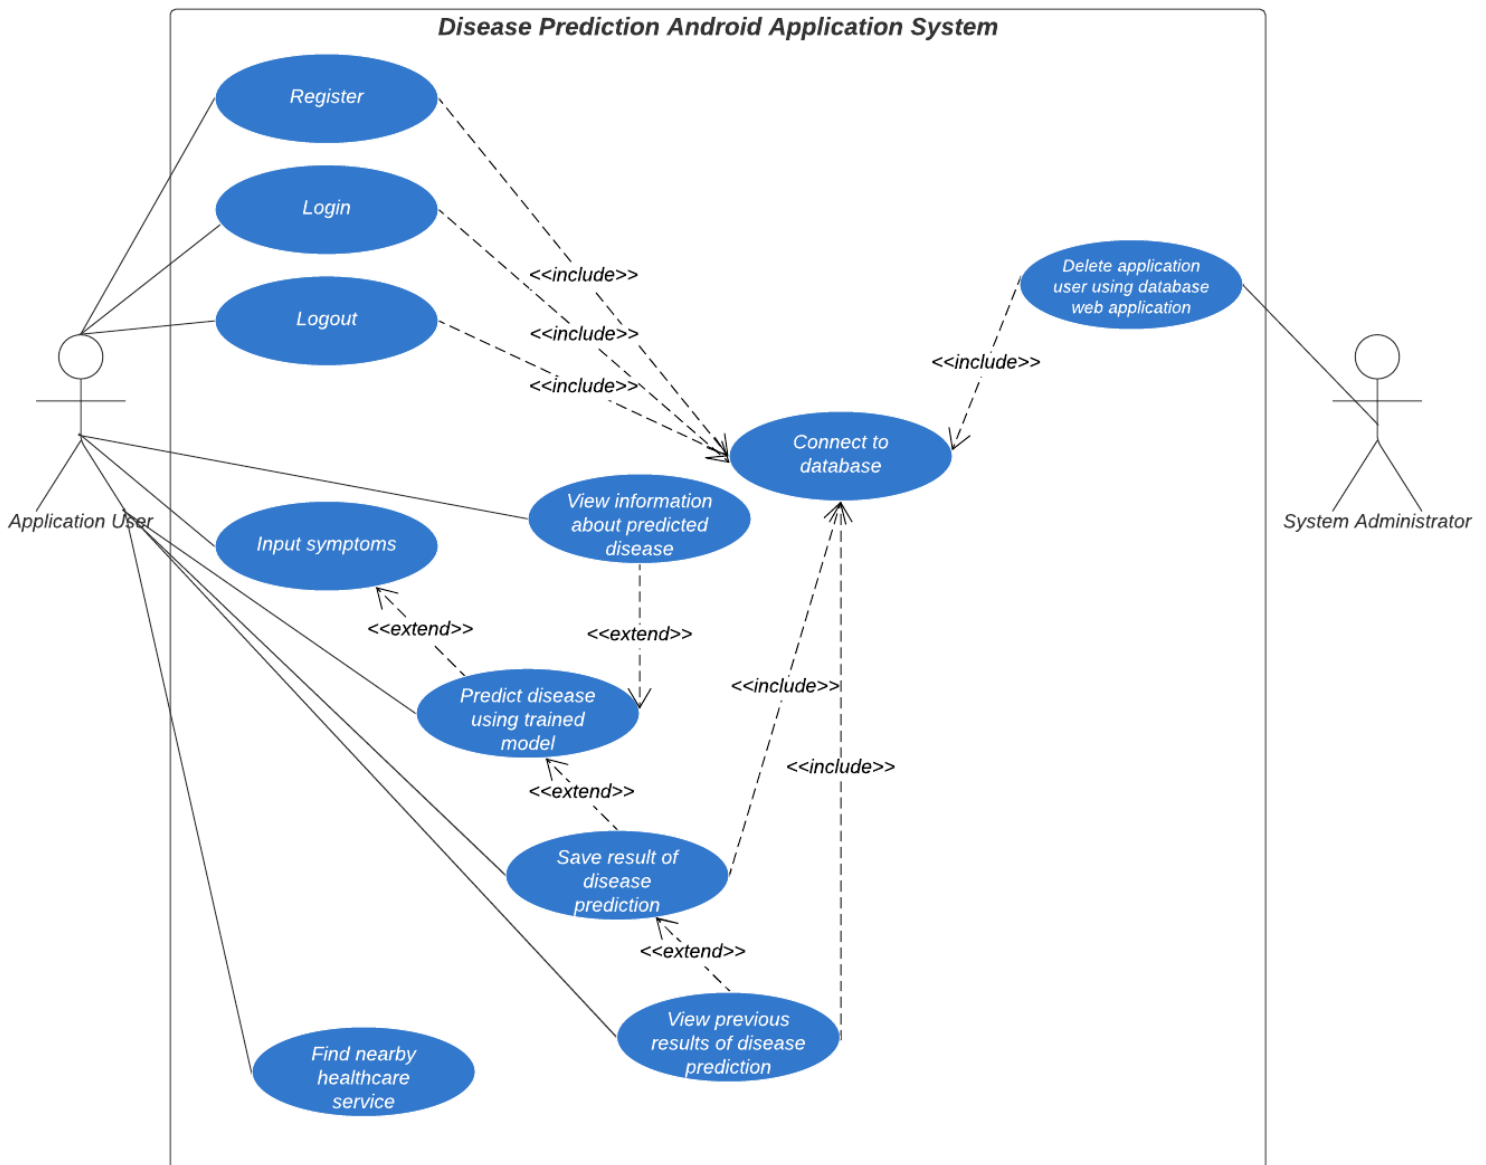 Disease Prediction Android Application System
Register
Login
Logout
<<include>>
<<include>>
<<include>>
Delete application
user using database
web application
<<include>>
Connect to
database
Application User
System Administrator
View information
about predicted
disease
Input symptoms
<<extend>>
<<extend>>
Predict disease
using trained
model
<<include>>
<<include>>
<<extend>>
Save result of
disease
prediction
<<extend>>
View previous
results of disease
prediction
Find nearby
healthcare
service